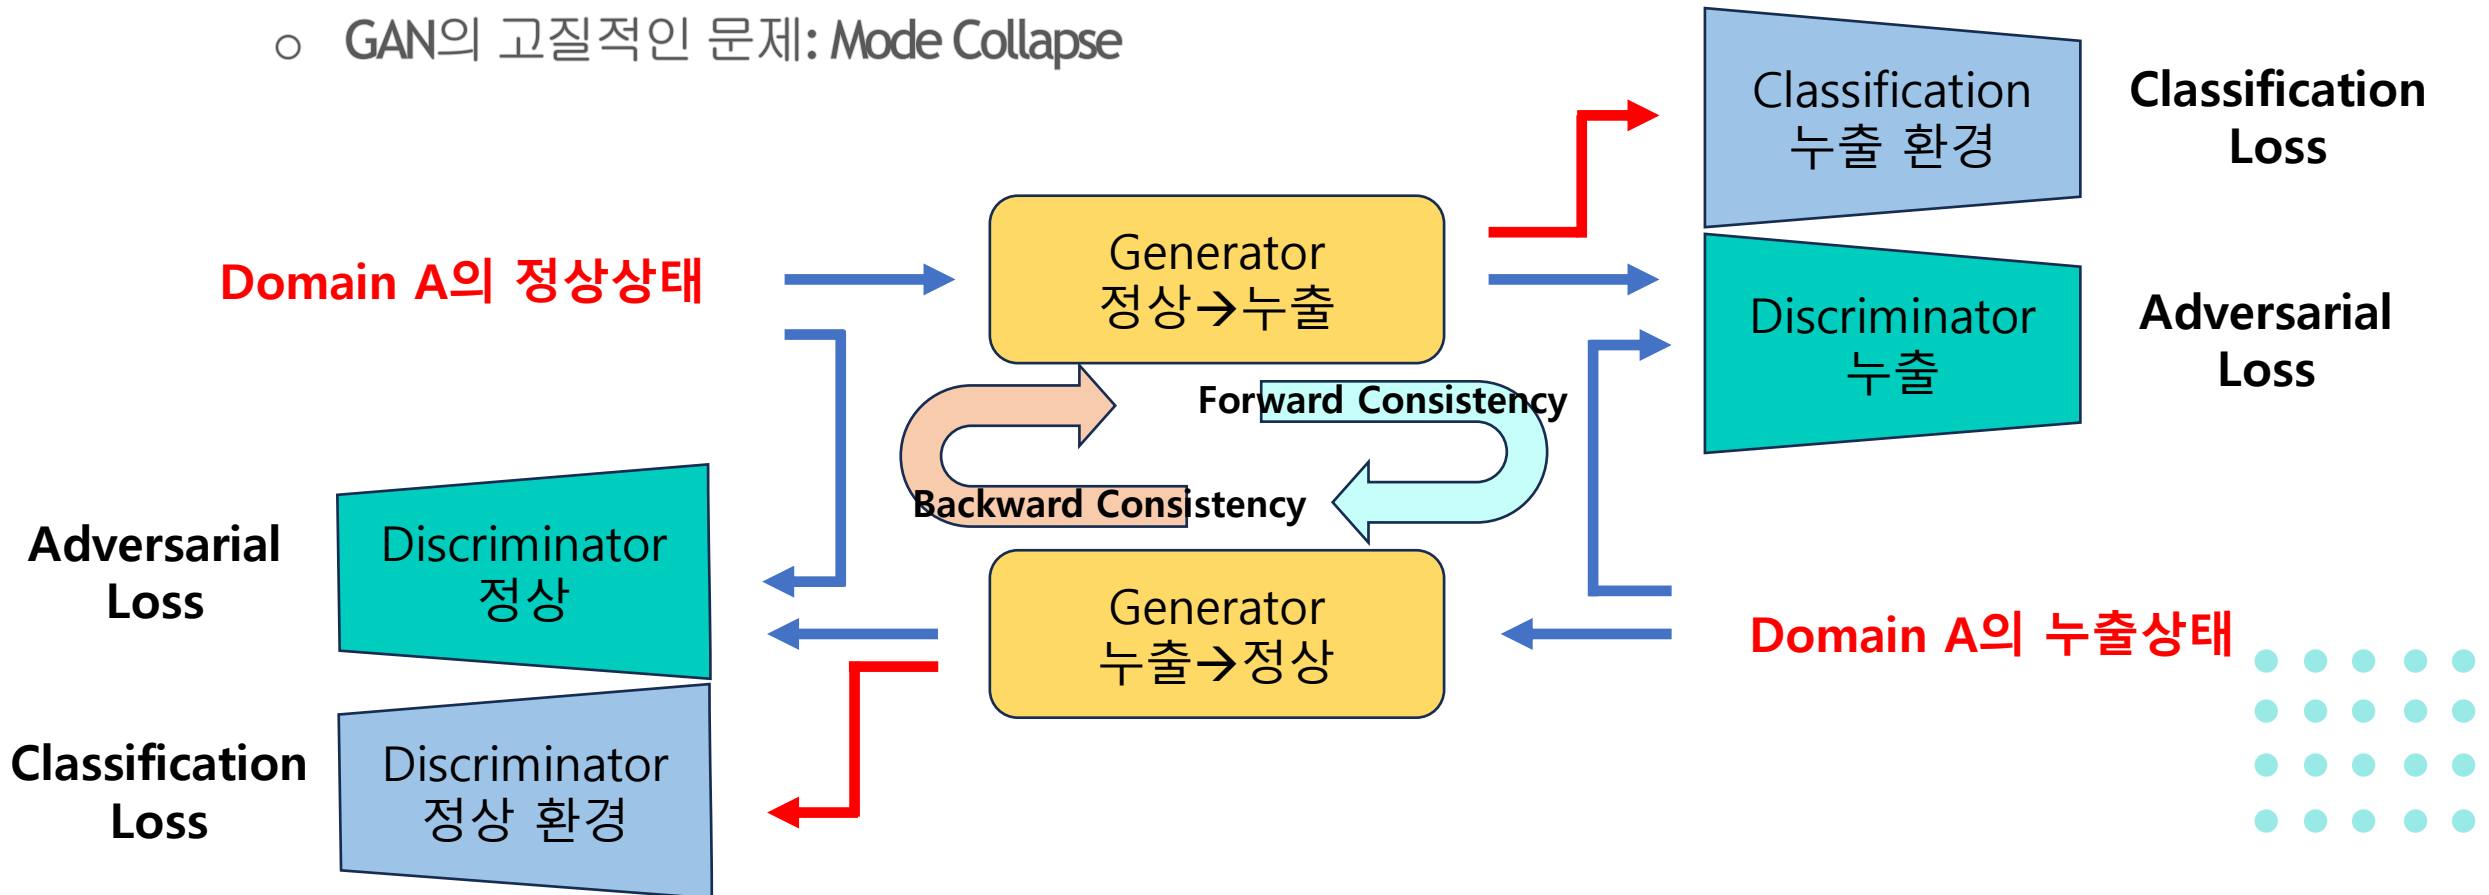 GAN의 고질적인 문제: Mode Collapse
Classification
누출 환경
Classification
Loss
Generator
정상→누출
Domain A의 정상상태
Discriminator
누출
Adversarial
Loss
Forward Consistency
Backward Consistency
Adversarial
Loss
Discriminator
정상
Generator
누출→정상
Domain A의 누출상태
Classification
Loss
Discriminator
정상 환경